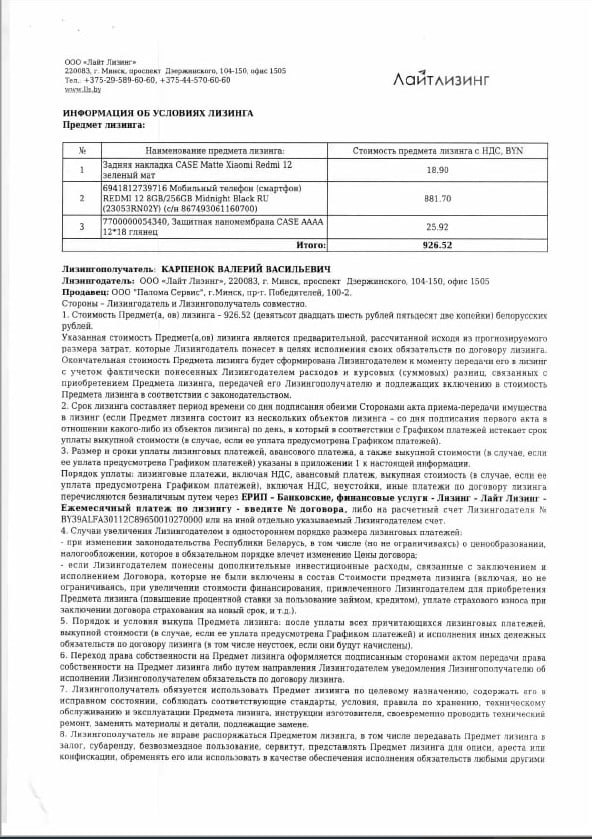 ООО «Лайт Лизинг»
220083, г. Минск, проспект Дзержинского, 104-150, офис 1505
Тел.: +375-29-589-60-60, +375-44-570-60-60
www.lls.by
ЛАЙТЛИЗИНГ
ИНФОРМАЦИЯ ОБ УСЛОВИЯХ ЛИЗИНГА
Предмет лизинга:
№ Наименование предмета лизинга: Стоимость предмета лизинга с НДС, BYN
1 Задняя накладка CASE Matte Xiaomi Redmi 12 зеленый мат 18.90
2 6941812739716 Мобильный телефон (смартфон) REDMI 12 8GB/256GB Midnight Black RU (23053RN02Y) (с/н 867493061160700) 881.70
3 7700000054340, Защитная наномембрана CASE AAAA 12*18 глянец 25.92
Итого: 926.52
Лизингополучатель: КАРПЕНОК ВАЛЕРИЙ ВАСИЛЬЕВИЧ
Лизингодатель: ООО «Лайт Лизинг», 220083, г. Минск, проспект Дзержинского, 104-150, офис 1505
Продавец: ООО "Палома Сервис", г.Минск, пр-т. Победителей, 100-2.
Стороны – Лизингодатель и Лизингополучатель совместно.
1. Стоимость Предмет(а, ов) лизинга – 926.52 (девятьсот двадцать шесть рублей пятьдесят две копейки) белорусских
рублей.
Указанная стоимость Предмет(а,ов) лизинга является предварительной, рассчитанной исходя из прогнозируемого
размера затрат, которые Лизингодатель понесет в целях исполнения своих обязательств по договору лизинга.
Окончательная стоимость Предмета лизинга будет сформирована Лизингодателем к моменту передачи его в лизинг
с учетом фактически понесенных Лизингодателем расходов и курсовых (суммовых) разниц, связанных с
приобретением Предмета лизинга, передачей его Лизингополучателю и подлежащих включению в стоимость
Предмета лизинга в соответствии с законодательством.
2. Срок лизинга составляет период времени со дня подписания обеими Сторонами акта приема-передачи имущества
в лизинг (если Предмет лизинга состоит из нескольких объектов лизинга – со дня подписания первого акта в
отношении какого-либо из объектов лизинга) по день, в который в соответствии с Графиком платежей истекает срок
уплаты выкупной стоимости (в случае, если ее уплата предусмотрена Графиком платежей).
3. Размер и сроки уплаты лизинговых платежей, авансового платежа, а также выкупной стоимости (в случае, если
ее уплата предусмотрена Графиком платежей) указаны в приложении 1 к настоящей информации.
Порядок уплаты: лизинговые платежи, включая НДС, авансовый платеж, выкупная стоимость (в случае, если ее
уплата предусмотрена Графиком платежей), включая НДС, неустойки, иные платежи по договору лизинга
перечисляются безналичным путем через ЕРИП – Банковские, финансовые услуги - Лизинг – Лайт Лизинг –
Ежемесячный платеж по лизингу - введите № договора, либо на расчетный счет Лизингодателя №
BY39ALFA30112C89650010270000 или на иной отдельно указываемый Лизингодателем счет.
4. Случаи увеличения Лизингодателем в одностороннем порядке размера лизинговых платежей:
- при изменении законодательства Республики Беларусь, в том числе (но не ограничиваясь) о ценообразовании,
налогообложении, которое в обязательном порядке влечет изменение Цены договора;
- если Лизингодателем понесены дополнительные инвестиционные расходы, связанные с заключением и
исполнением Договора, которые не были включены в состав Стоимости предмета лизинга (включая, но не
ограничиваясь, при увеличении стоимости финансирования, привлеченного Лизингодателем для приобретения
Предмета лизинга (повышение процентной ставки за пользование займом, кредитом), уплате страхового взноса при
заключении договора страхования на новый срок, и т.д.).
5. Порядок и условия выкупа Предмета лизинга: после уплаты всех причитающихся лизинговых платежей,
выкупной стоимости (в случае, если ее уплата предусмотрена Графиком платежей) и исполнения иных денежных
обязательств по договору лизинга (в том числе неустоек, если они будут начислены).
6. Переход права собственности на Предмет лизинга оформляется подписанным сторонами актом передачи права
собственности на Предмет лизинга либо путем направления Лизингодателем уведомления Лизингополучателю об
исполнении Лизингополучателем обязательств по договору лизинга.
7. Лизингополучатель обязуется использовать Предмет лизинга по целевому назначению, содержать его в
исправном состоянии, соблюдать соответствующие стандарты, условия, правила по хранению, техническому
обслуживанию и эксплуатации Предмета лизинга, инструкции изготовителя, своевременно проводить технический
ремонт, заменять материалы и детали, подлежащие замене.
8. Лизингополучатель не вправе распоряжаться Предметом лизинга, в том числе передавать Предмет лизинга в
залог, субаренду, безвозмездное пользование, сервитут, представлять Предмет лизинга для описи, ареста или
конфискации, обременять его или использовать в качестве обеспечения исполнения обязательств любыми другими